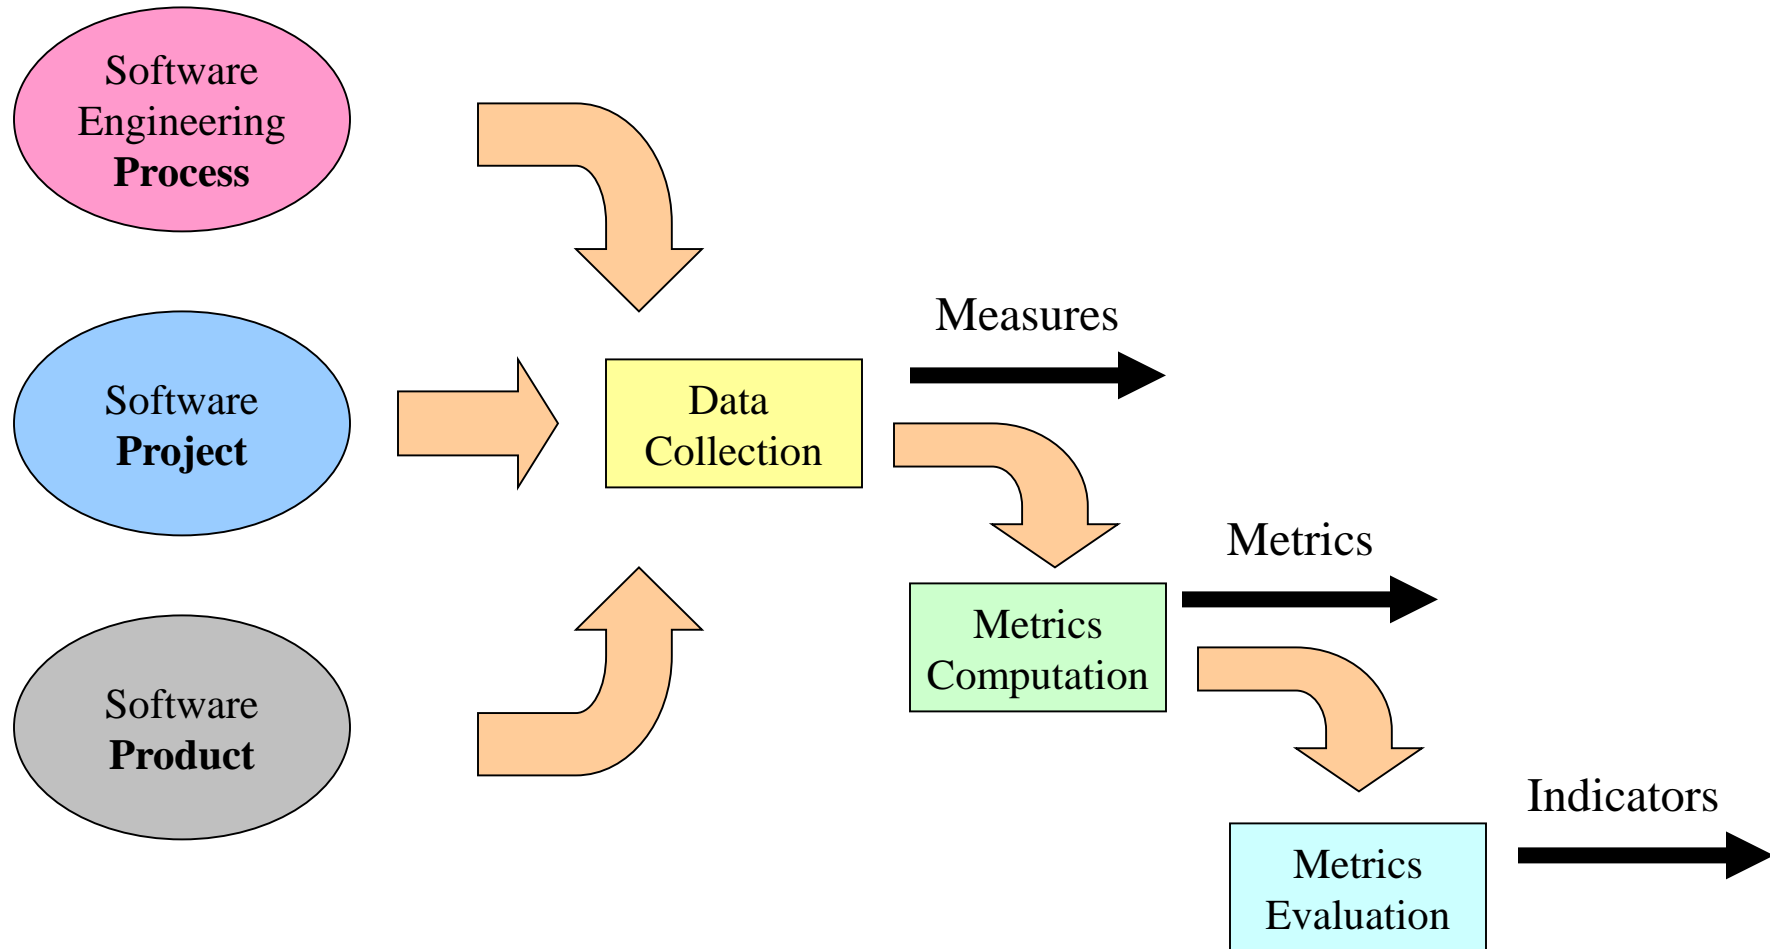 Software
Engineering
Process
Software
Project
Software
Product
Data
Collection
Measures
Metrics
Computation
Metrics
Metrics
Evaluation
Indicators